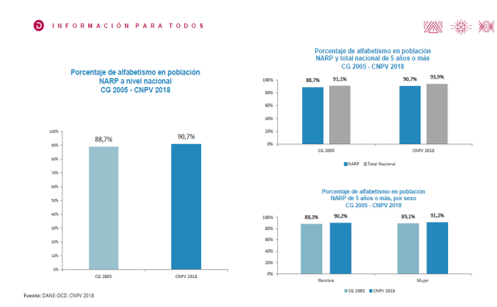 INFORMACIÓN PARA TODOS
Porcentaje de alfabetismo en población
NARP a nivel nacional
CG 2005 - CNPV 2018
100%
90%
80%
70%
60%
50%
40%
30%
20%
10%
0%
88,7%
90,7%
CG 2005
CNPV 2018
Porcentaje de alfabetismo en población
NARP y total nacional de 5 años o más
CG 2005 - CNPV 2018
100%
80%
60%
40%
20%
0%
88,7%
91,1%
90,7%
93,9%
CG 2005
CNPV 2018
NARP
Total Nacional
Porcentaje de alfabetismo en población
NARP de 5 años o más, por sexo
CG 2005 - CNPV 2018
100%
80%
60%
40%
20%
0%
88,3%
90,2%
89,1%
91,2%
Hombre
Mujer
CG 2005
CNPV 2018
Fuente: DANE-DCD. CNPV 2018